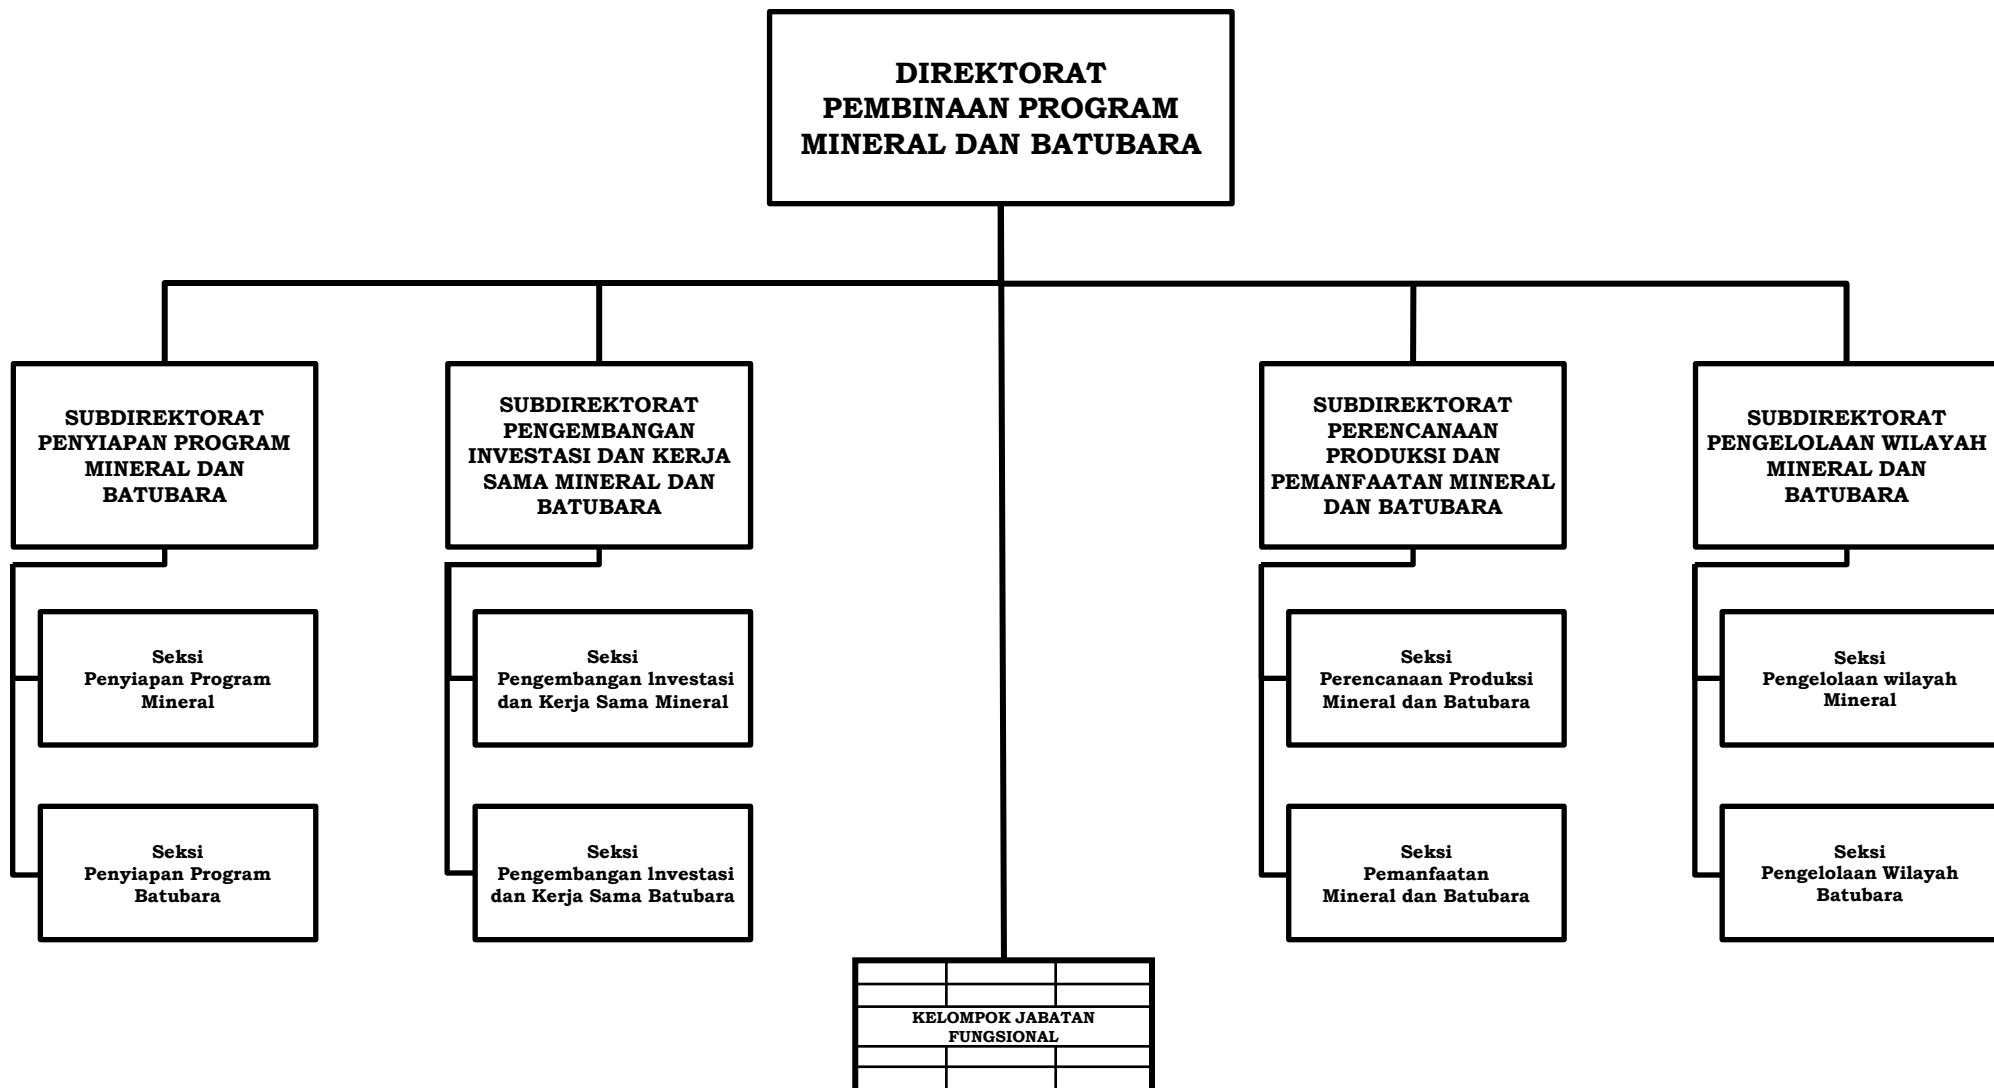 DIREKTORAT
PEMBINAAN PROGRAM
MINERAL DAN BATUBARA
SUBDIREKTORAT
PENYIAPAN PROGRAM
MINERAL DAN
BATUBARA
SUBDIREKTORAT
PENGEMBANGAN
INVESTASI DAN KERJA
SAMA MINERAL DAN
BATUBARA
SUBDIREKTORAT
PERENCANAAN
PRODUKSI DAN
PEMANFAATAN MINERAL
DAN BATUBARA
SUBDIREKTORAT
PENGELOLAAN WILAYAH
MINERAL DAN
BATUBARA
Seksi
Penyiapan Program
Mineral
Seksi
Pengembangan lnvestasi
dan Kerja Sama Mineral
Seksi
Perencanaan Produksi
Mineral dan Batubara
Seksi
Pengelolaan wilayah
Mineral
Seksi
Penyiapan Program
Batubara
Seksi
Pengembangan lnvestasi
dan Kerja Sama Batubara
Seksi
Pemanfaatan
Mineral dan Batubara
Seksi
Pengelolaan Wilayah
Batubara
KELOMPOK JABATAN
FUNGSIONAL